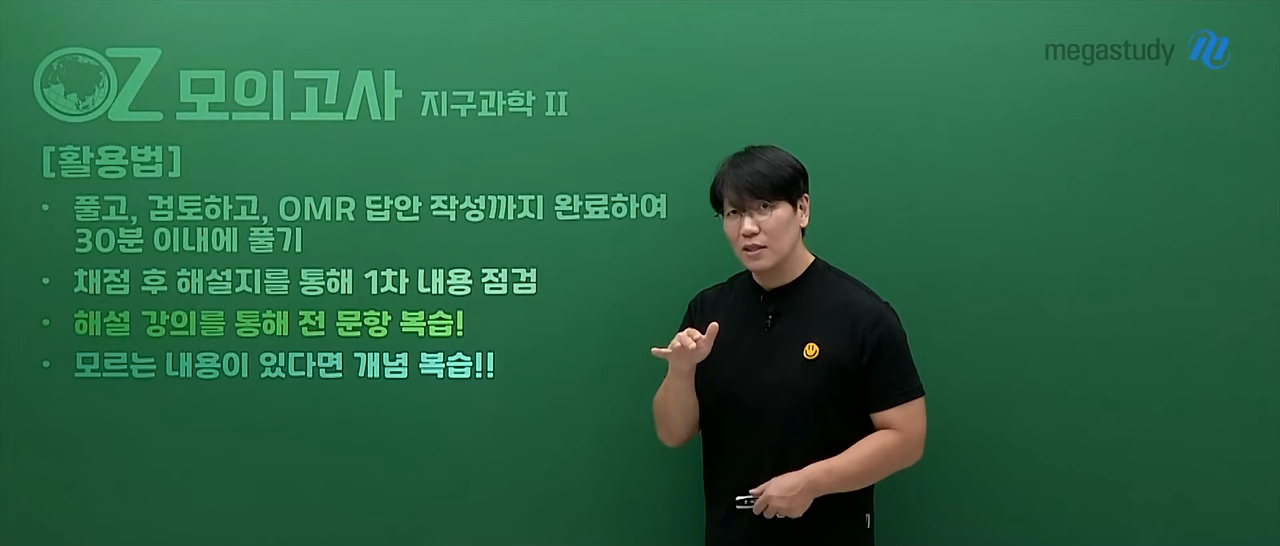 megastudy
OZ 모의고사 지구과학 II
[활용법]
• 풀고, 검토하고, OMR 답안 작성까지 완료하여
30분 이내에 풀기
• 채점 후 해설지를 통해 1차 내용 점검
• 해설 강의를 통해 전 문항 복습!
• 모르는 내용이 있다면 개념 복습!!